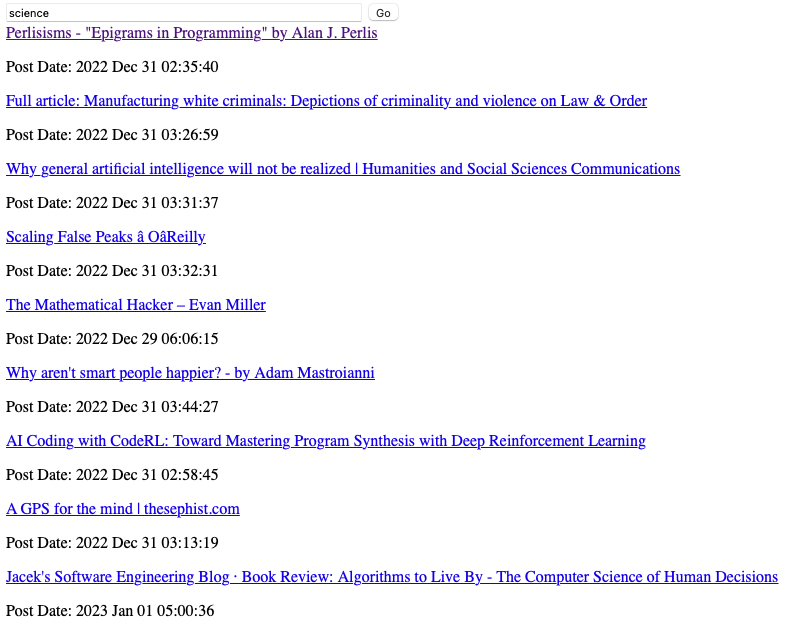 science Go
Perlisisms - "Epigrams in Programming" by Alan J. Perlis
Post Date: 2022 Dec 31 02:35:40
Full article: Manufacturing white criminals: Depictions of criminality and violence on Law & Order
Post Date: 2022 Dec 31 03:26:59
Why general artificial intelligence will not be realized | Humanities and Social Sciences Communications
Post Date: 2022 Dec 31 03:31:37
Scaling False Peaks â OâReilly
Post Date: 2022 Dec 31 03:32:31
The Mathematical Hacker – Evan Miller
Post Date: 2022 Dec 29 06:06:15
Why aren't smart people happier? - by Adam Mastroianni
Post Date: 2022 Dec 31 03:44:27
AI Coding with CodeRL: Toward Mastering Program Synthesis with Deep Reinforcement Learning
Post Date: 2022 Dec 31 02:58:45
A GPS for the mind | thesephist.com
Post Date: 2022 Dec 31 03:13:19
Jacek's Software Engineering Blog · Book Review: Algorithms to Live By - The Computer Science of Human Decisions
Post Date: 2023 Jan 01 05:00:36